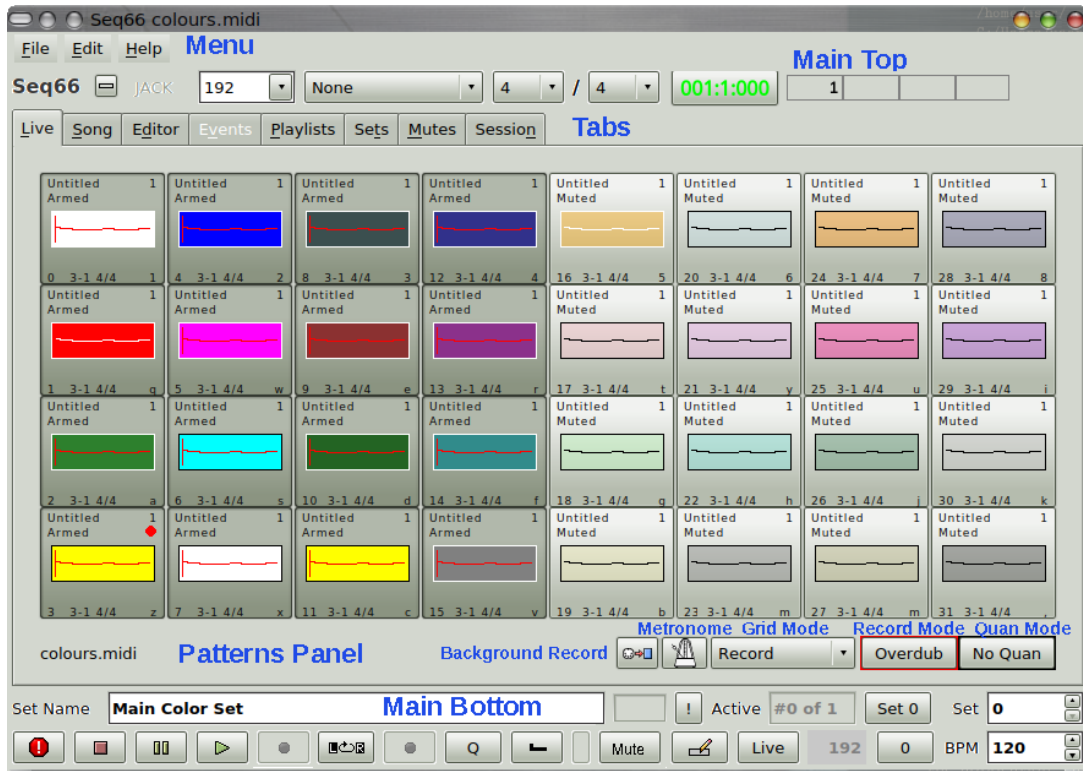 Seq66 colours.midi
File Edit Help Menu
Main Top
Seq66 JACK 192 None 4 / 4 001:1:000 1
Live Song Editor Events Playlists Sets Mutes Session Tabs
Untitled 1 Untitled 1 Untitled 1 Untitled 1 Untitled 1 Untitled 1 Untitled 1 Untitled 1
Armed Armed Armed Armed Muted Muted Muted Muted
0 3-1 4/4 1 4 3-1 4/4 2 8 3-1 4/4 3 12 3-1 4/4 4 16 3-1 4/4 5 20 3-1 4/4 6 24 3-1 4/4 7 28 3-1 4/4 8
Untitled 1 Untitled 1 Untitled 1 Untitled 1 Untitled 1 Untitled 1 Untitled 1 Untitled 1
Armed Armed Armed Armed Muted Muted Muted Muted
1 3-1 4/4 q 5 3-1 4/4 w 9 3-1 4/4 e 13 3-1 4/4 r 17 3-1 4/4 t 21 3-1 4/4 y 25 3-1 4/4 u 29 3-1 4/4 i
Untitled 1 Untitled 1 Untitled 1 Untitled 1 Untitled 1 Untitled 1 Untitled 1 Untitled 1
Armed Armed Armed Armed Muted Muted Muted Muted
2 3-1 4/4 a 6 3-1 4/4 s 10 3-1 4/4 d 14 3-1 4/4 f 18 3-1 4/4 g 22 3-1 4/4 h 26 3-1 4/4 j 30 3-1 4/4 k
Untitled 1 Untitled 1 Untitled 1 Untitled 1 Untitled 1 Untitled 1 Untitled 1 Untitled 1
Armed Armed Armed Armed Muted Muted Muted Muted
3 3-1 4/4 z 7 3-1 4/4 x 11 3-1 4/4 c 15 3-1 4/4 v 19 3-1 4/4 b 23 3-1 4/4 m 27 3-1 4/4 m 31 3-1 4/4 ,
Metronome Grid Mode Record Mode Quan Mode
colours.midi Patterns Panel Background Record Record Overdub No Quan
Set Name Main Color Set Main Bottom ! Active #0 of 1 Set 0 Set 0
Q Mute Live 192 0 BPM 120